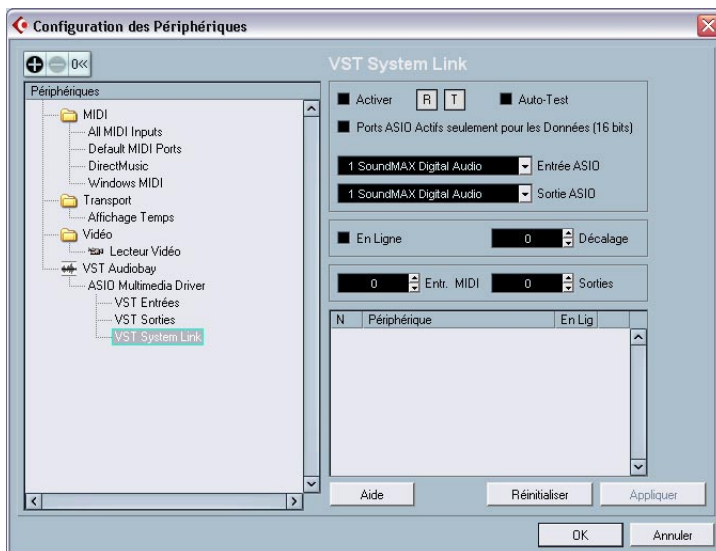 Configuration des Périphériques
0<<
VST System Link
Périphériques
MIDI
All MIDI Inputs
Default MIDI Ports
DirectMusic
Windows MIDI
Transport
Affichage Temps
Vidéo
Lecteur Vidéo
VST Audiobay
ASIO Multimedia Driver
VST Entrées
VST Sorties
VST System Link
Activer R T Auto-Test
Ports ASIO Actifs seulement pour les Données (16 bits)
1 SoundMAX Digital Audio Entrée ASIO
1 SoundMAX Digital Audio Sortie ASIO
En Ligne 0 Décalage
0 Entr. MIDI 0 Sorties
N Périphérique En Lig
Aide Réinitialiser Appliquer
OK Annuler